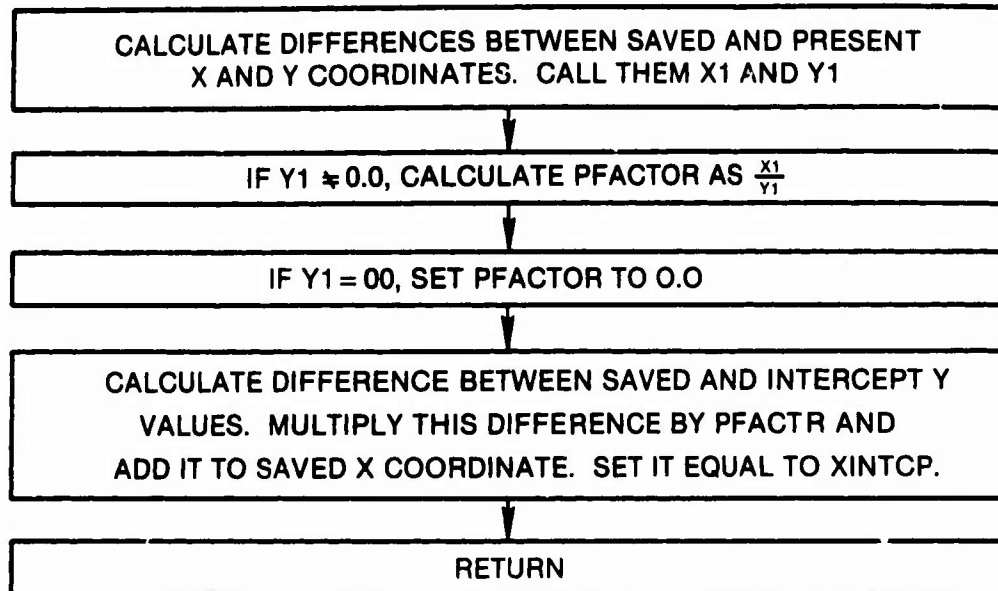 CALCULATE DIFFERENCES BETWEEN SAVED AND PRESENT
X AND Y COORDINATES. CALL THEM X1 AND Y1
IF Y1 ≠ 0.0, CALCULATE PFACTOR AS X1/Y1
IF Y1 = 00, SET PFACTOR TO 0.0
CALCULATE DIFFERENCE BETWEEN SAVED AND INTERCEPT Y
VALUES. MULTIPLY THIS DIFFERENCE BY PFACTR AND
ADD IT TO SAVED X COORDINATE. SET IT EQUAL TO XINTCP.
RETURN